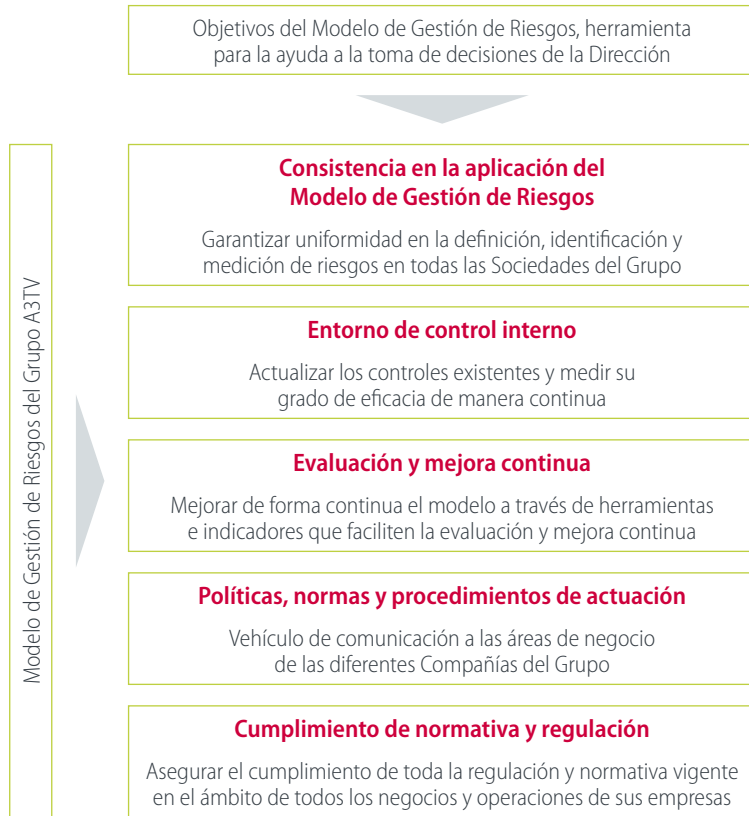 Objetivos del Modelo de Gestión de Riesgos, herramienta
para la ayuda a la toma de decisiones de la Dirección
Modelo de Gestión de Riesgos del Grupo A3TV
Consistencia en la aplicación del
Modelo de Gestión de Riesgos
Garantizar uniformidad en la definición, identificación y
medición de riesgos en todas las Sociedades del Grupo
Entorno de control interno
Actualizar los controles existentes y medir su
grado de eficacia de manera continua
Evaluación y mejora continua
Mejorar de forma continua el modelo a través de herramientas
e indicadores que faciliten la evaluación y mejora continua
Políticas, normas y procedimientos de actuación
Vehículo de comunicación a las áreas de negocio
de las diferentes Compañías del Grupo
Cumplimiento de normativa y regulación
Asegurar el cumplimiento de toda la regulación y normativa vigente
en el ámbito de todos los negocios y operaciones de sus empresas